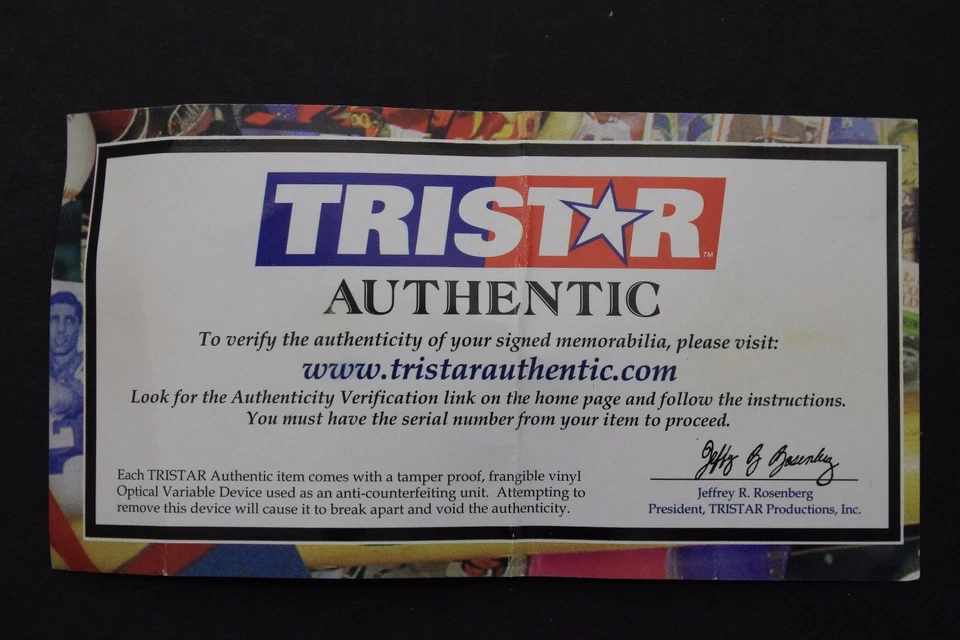 TRISTAR™
AUTHENTIC
To verify the authenticity of your signed memorabilia, please visit:
www.tristarauthentic.com
Look for the Authenticity Verification link on the home page and follow the instructions.
You must have the serial number from your item to proceed.
Each TRISTAR Authentic item comes with a tamper proof, frangible vinyl
Optical Variable Device used as an anti-counterfeiting unit. Attempting to
remove this device will cause it to break apart and void the authenticity.
Jeffrey R. Rosenberg
President, TRISTAR Productions, Inc.